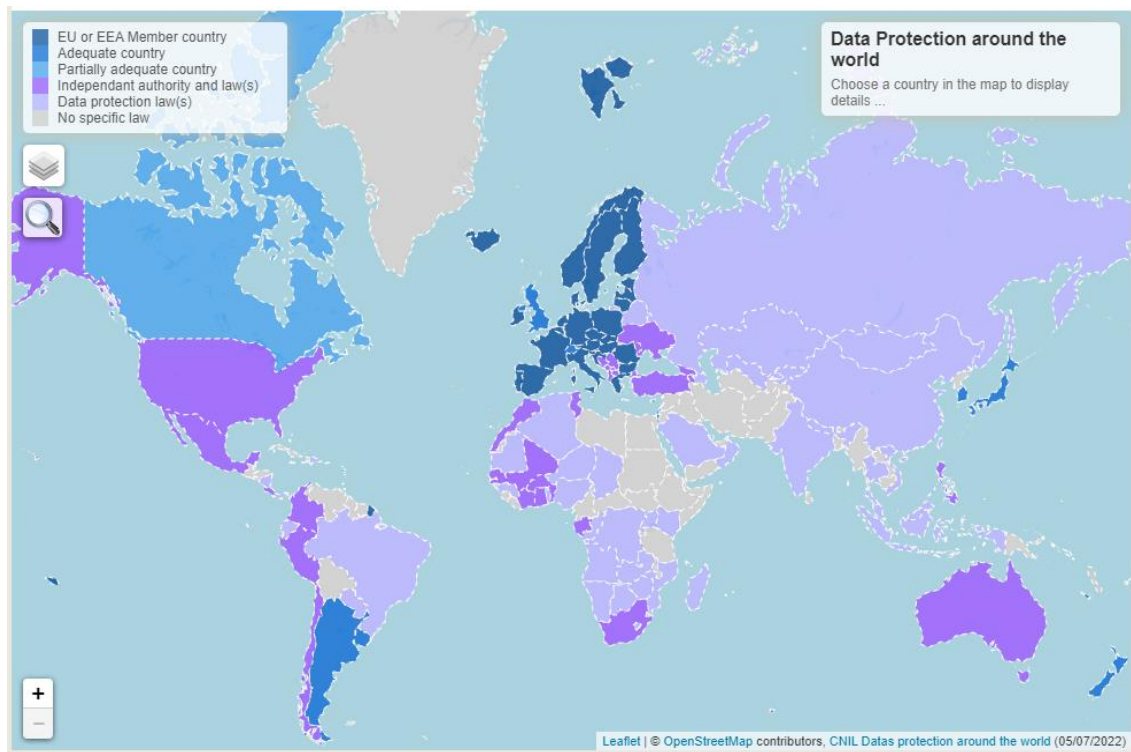 EU or EEA Member country
Adequate country
Partially adequate country
Independant authority and law(s)
Data protection law(s)
No specific law
Data Protection around the
world
Choose a country in the map to display
details ...
+
−
Leaflet | © OpenStreetMap contributors, CNIL Datas protection around the world (05/07/2022)